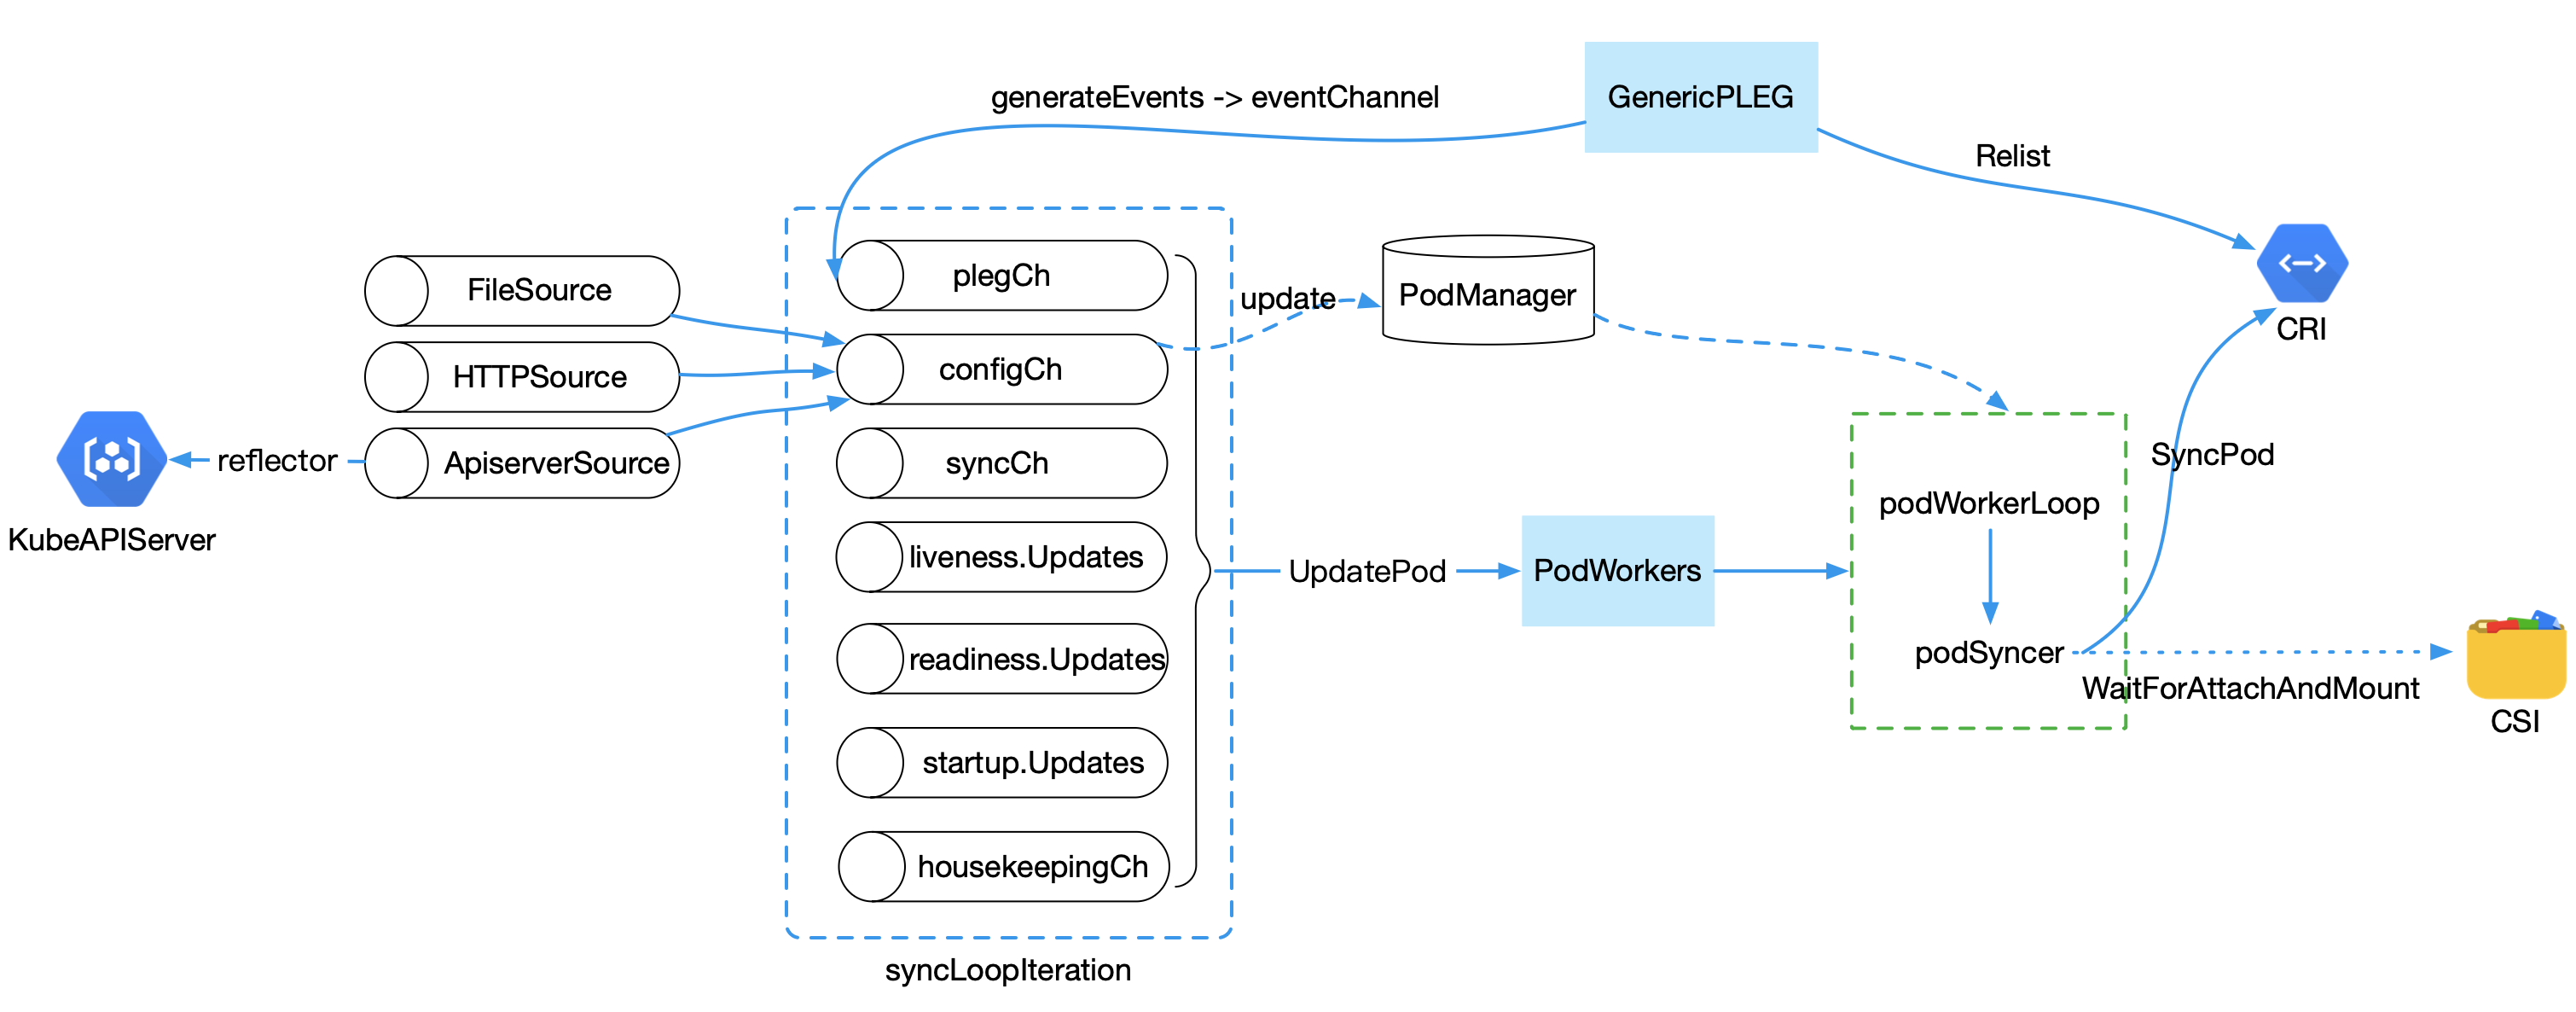 generateEvents -> eventChannel
GenericPLEG
Relist
CRI
FileSource
HTTPSource
ApiserverSource
reflector
KubeAPIServer
plegCh
configCh
syncCh
liveness.Updates
readiness.Updates
startup.Updates
housekeepingCh
syncLoopIteration
update
PodManager
UpdatePod
PodWorkers
podWorkerLoop
podSyncer
SyncPod
WaitForAttachAndMount
CSI